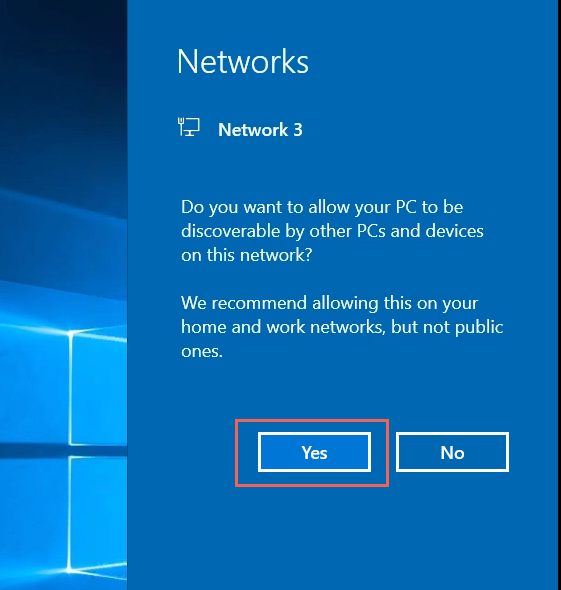 Networks
Network 3
Do you want to allow your PC to be
discoverable by other PCs and devices
on this network?
We recommend allowing this on your
home and work networks, but not public
ones.
Yes
No